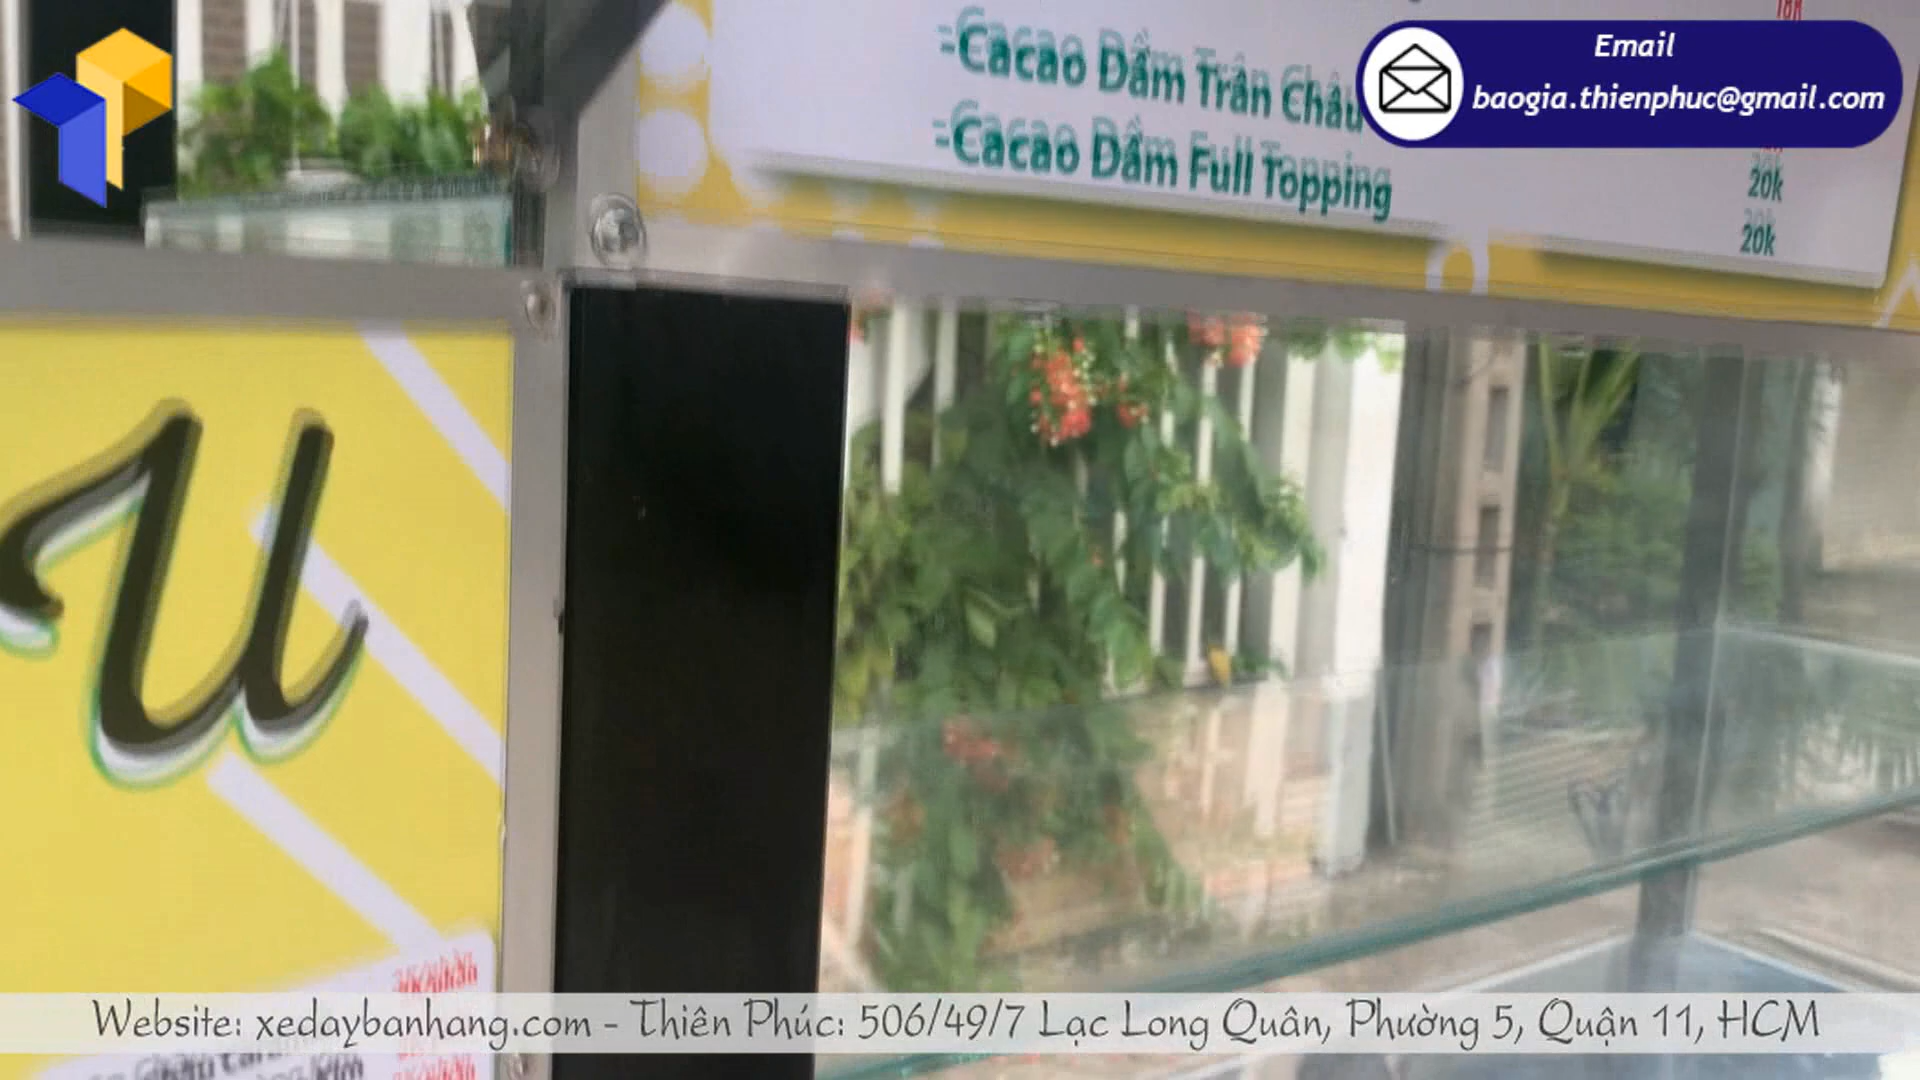 -Cacao Dầm Trân Châu
-Cacao Dầm Full Topping
18k
20k
20k
Email
baogia.thienphuc@gmail.com
u
Website: xedaybanhang.com - Thiên Phúc: 506/49/7 Lạc Long Quân, Phường 5, Quận 11, HCM